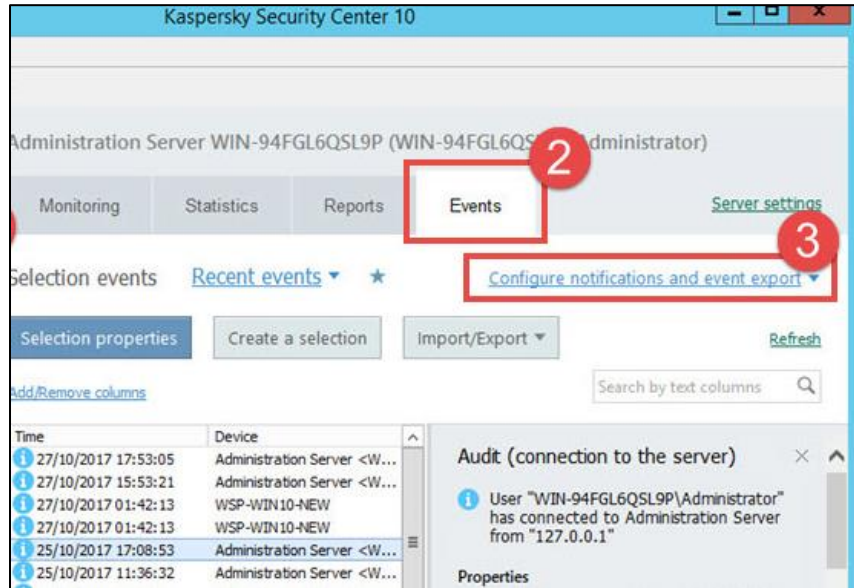 Kaspersky Security Center 10
Administration Server WIN-94FGL6QSL9P (WIN-94FGL6QS dministrator)
2
Monitoring Statistics Reports Events Server settings
3
Selection events Recent events Configure notifications and event export
Selection properties Create a selection Import/Export Refresh
Add/Remove columns Search by text columns
Time Device
27/10/2017 17:53:05 Administration Server <W...
27/10/2017 15:53:21 Administration Server <W...
27/10/2017 01:42:13 WSP-WIN10-NEW
27/10/2017 01:42:13 WSP-WIN10-NEW
25/10/2017 17:08:53 Administration Server <W...
25/10/2017 11:36:32 Administration Server <W...
Audit (connection to the server)
User "WIN-94FGL6QSL9P\Administrator"
has connected to Administration Server
from "127.0.0.1"
Properties